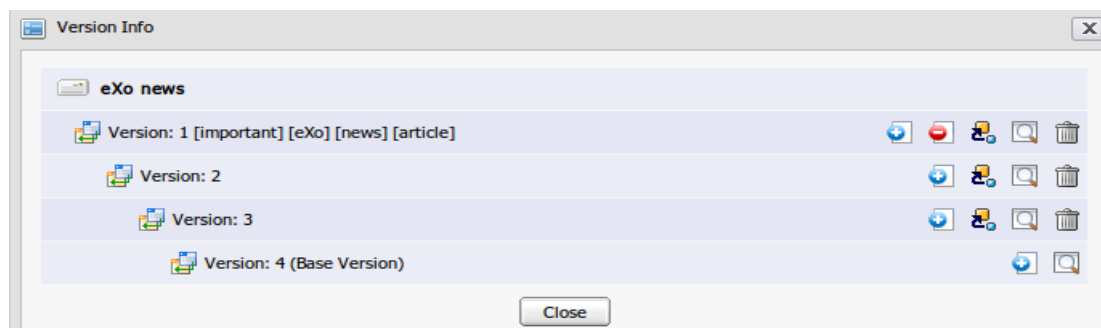 Version Info
eXo news
Version: 1 [important] [eXo] [news] [article]
Version: 2
Version: 3
Version: 4 (Base Version)
Close